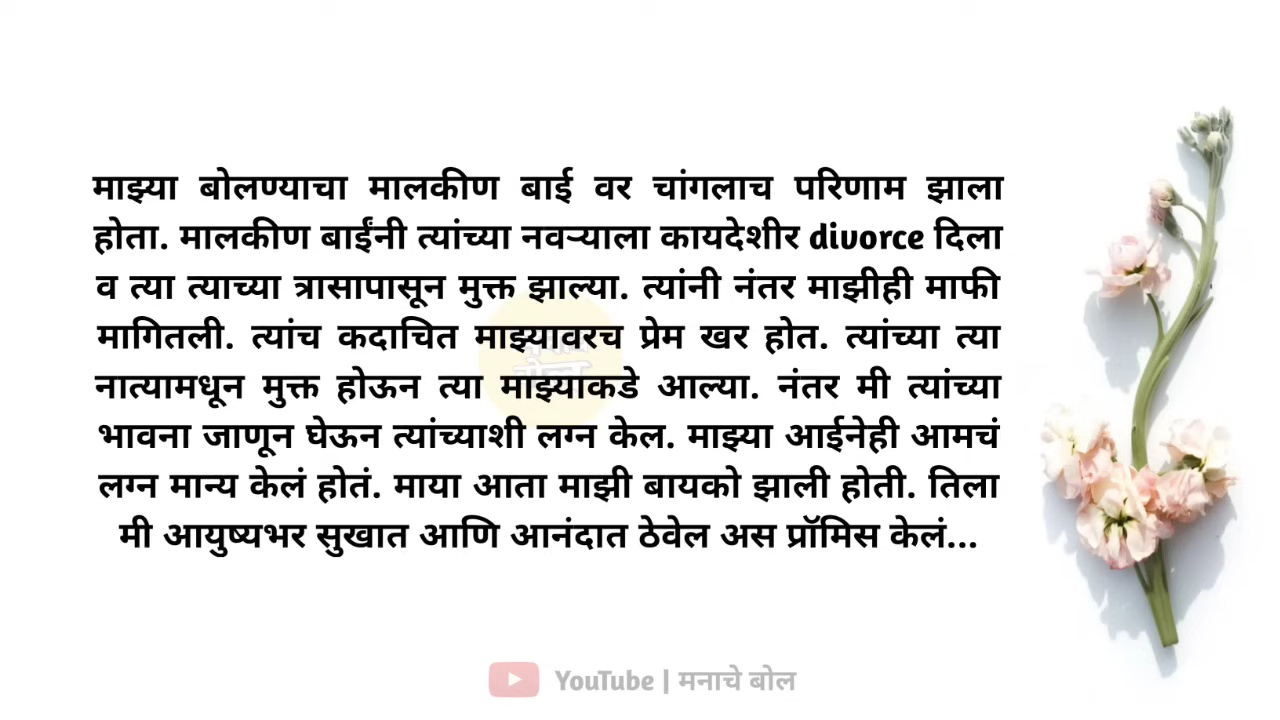 माझ्या बोलण्याचा मालकीण बाई वर चांगलाच परिणाम झाला
होता. मालकीण बाईंनी त्यांच्या नवऱ्याला कायदेशीर divorce दिला
व त्या त्याच्या त्रासापासून मुक्त झाल्या. त्यांनी नंतर माझीही माफी
मागितली. त्यांच कदाचित माझ्यावरच प्रेम खर होत. त्यांच्या त्या
नात्यामधून मुक्त होऊन त्या माझ्याकडे आल्या. नंतर मी त्यांच्या
भावना जाणून घेऊन त्यांच्याशी लग्न केल. माझ्या आईनेही आमचं
लग्न मान्य केलं होतं. माया आता माझी बायको झाली होती. तिला
मी आयुष्यभर सुखात आणि आनंदात ठेवेल अस प्रॉमिस केलं...
YouTube | मनाचे बोल